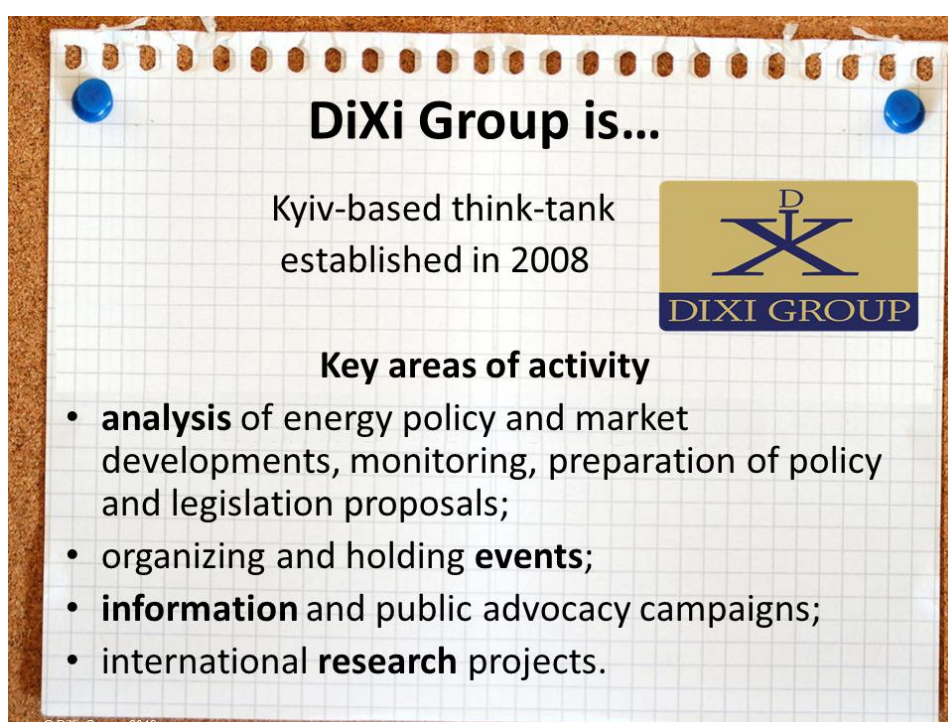 DiXi Group is...
Kyiv-based think-tank
established in 2008
D
DIXI GROUP
Key areas of activity
• analysis of energy policy and market
developments, monitoring, preparation of policy
and legislation proposals;
• organizing and holding events;
• information and public advocacy campaigns;
• international research projects.